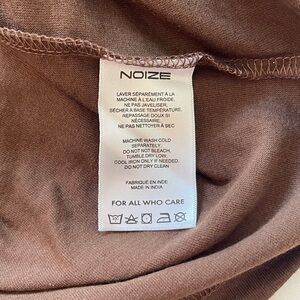 NOIZE
LAVER SÉPARÉMENT À LA
MACHINE À L'EAU FROIDE.
NE PAS JAVELISER.
SÉCHER À BASE TEMPÉRATURE.
REPASSAGE DOUX SI
NÉCESSAIRE.
NE PAS NETTOYER À SEC
MACHINE WASH COLD
SEPARATELY.
DO NOT BLEACH.
TUMBLE DRY LOW.
COOL IRON ONLY IF NEEDED.
DO NOT DRY CLEAN
FABRIQUÉ EN INDE
MADE IN INDIA
FOR ALL WHO CARE